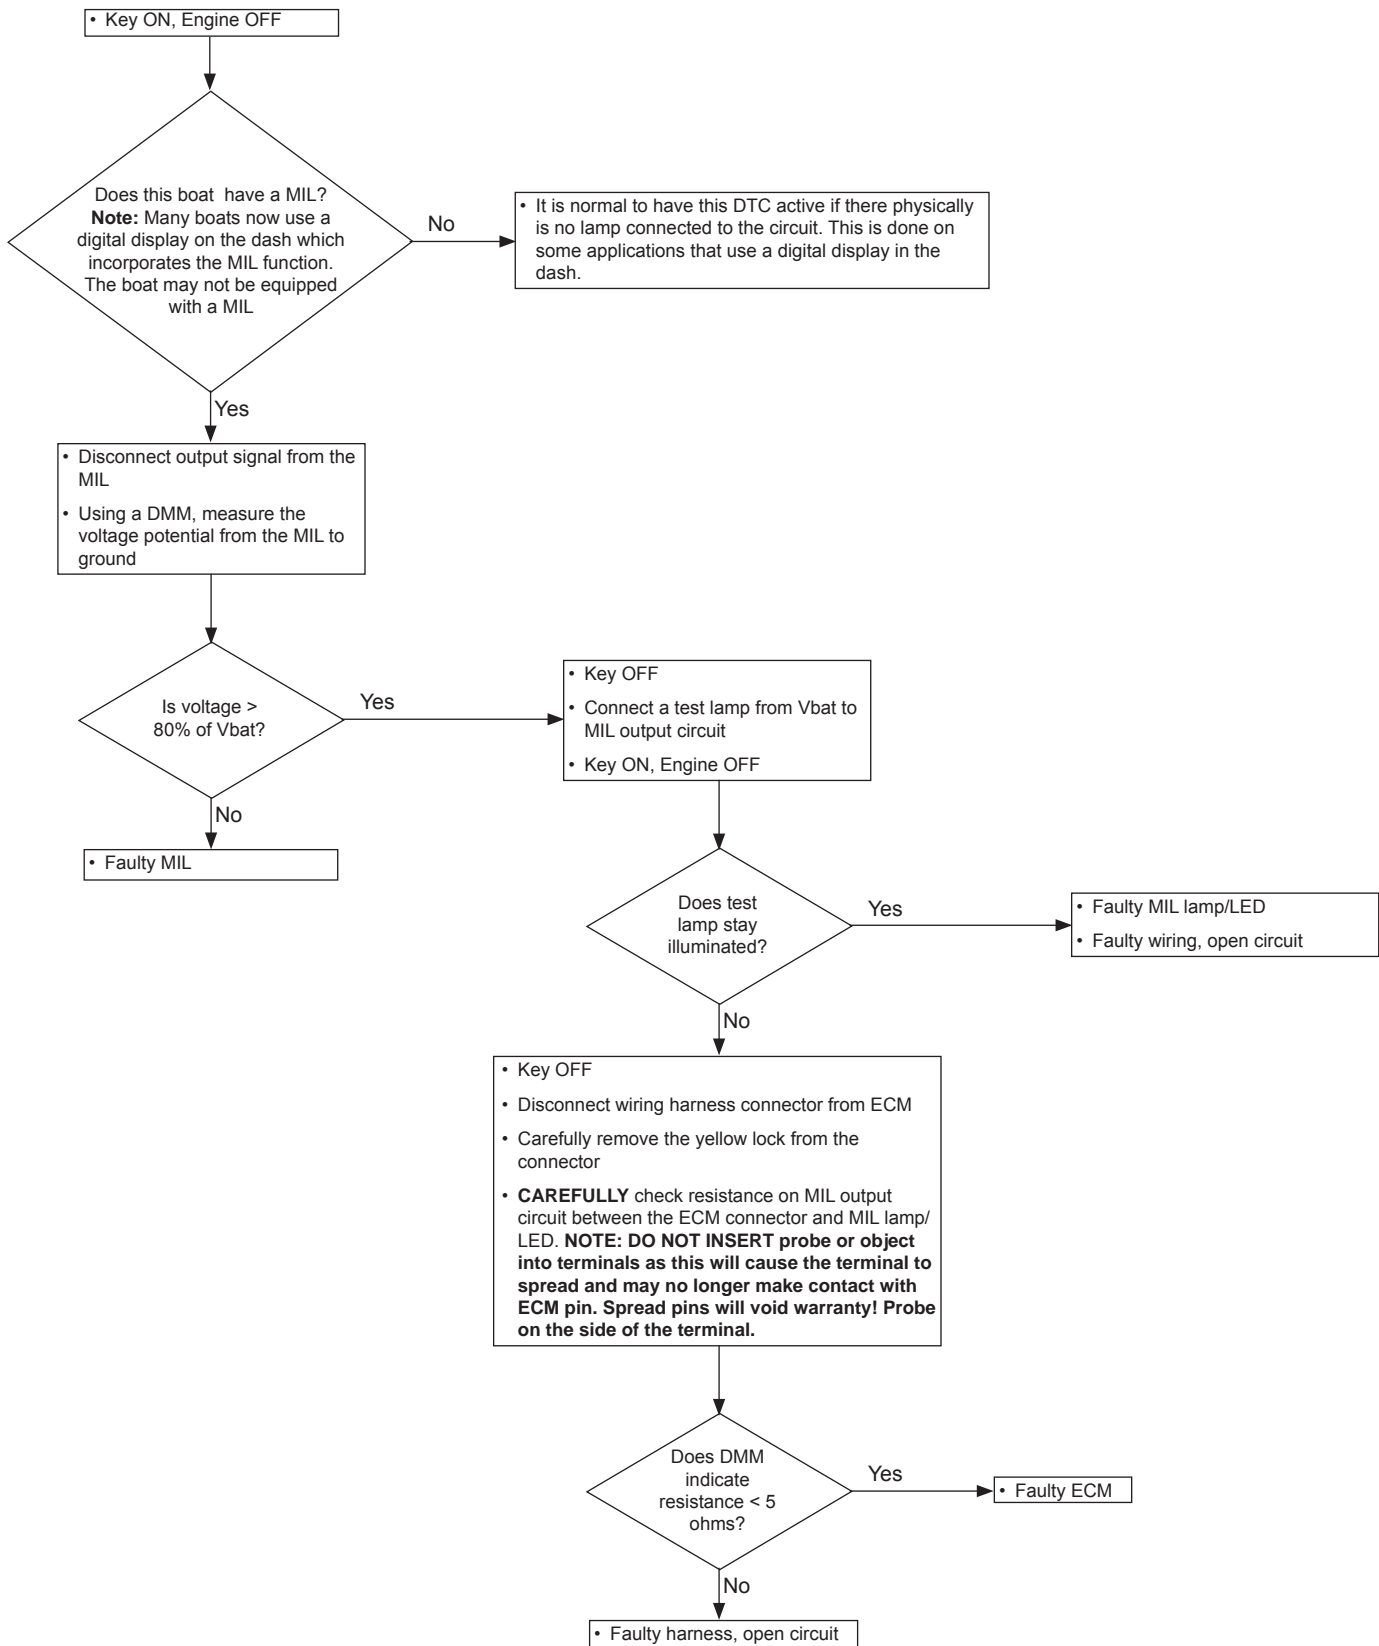 • Key ON, Engine OFF
Does this boat have a MIL?
Note: Many boats now use a
digital display on the dash which
incorporates the MIL function.
The boat may not be equipped
with a MIL
No
• It is normal to have this DTC active if there physically
is no lamp connected to the circuit. This is done on
some applications that use a digital display in the
dash.
Yes
• Disconnect output signal from the
MIL
• Using a DMM, measure the
voltage potential from the MIL to
ground
Is voltage >
80% of Vbat?
Yes
• Key OFF
• Connect a test lamp from Vbat to
MIL output circuit
• Key ON, Engine OFF
No
• Faulty MIL
Does test
lamp stay
illuminated?
Yes
• Faulty MIL lamp/LED
• Faulty wiring, open circuit
No
• Key OFF
• Disconnect wiring harness connector from ECM
• Carefully remove the yellow lock from the
connector
• CAREFULLY check resistance on MIL output
circuit between the ECM connector and MIL lamp/
LED. NOTE: DO NOT INSERT probe or object
into terminals as this will cause the terminal to
spread and may no longer make contact with
ECM pin. Spread pins will void warranty! Probe
on the side of the terminal.
Does DMM
indicate
resistance < 5
ohms?
Yes
• Faulty ECM
No
• Faulty harness, open circuit